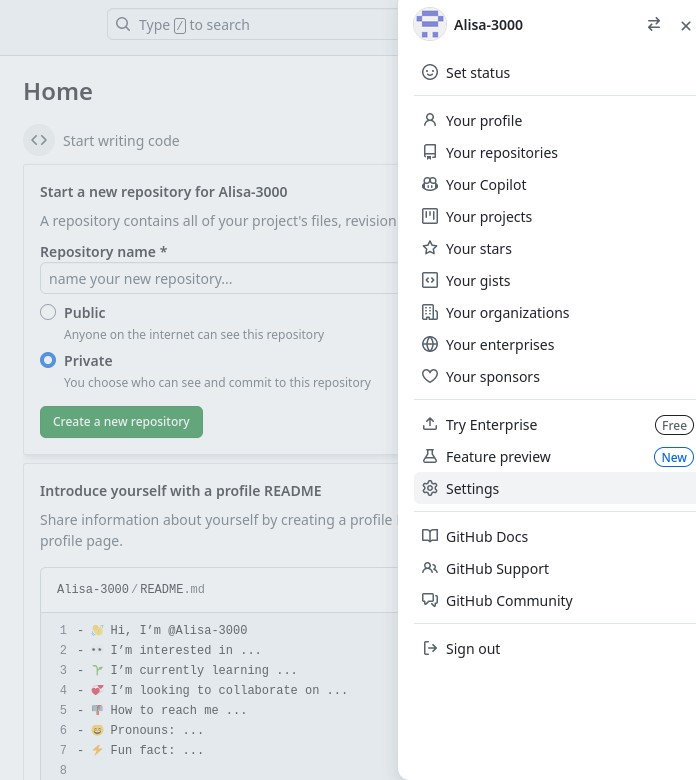 Type / to search
Home
Start writing code
Start a new repository for Alisa-3000
A repository contains all of your project's files, revision
Repository name *
name your new repository...
Public
Anyone on the internet can see this repository
Private
You choose who can see and commit to this repository
Create a new repository
Introduce yourself with a profile README
Share information about yourself by creating a profile
profile page.
Alisa-3000/README.md
1 - 👋 Hi, I’m @Alisa-3000
2 - 👀 I’m interested in ...
3 - 🌱 I’m currently learning ...
4 - 💞️ I’m looking to collaborate on ...
5 - 📫 How to reach me ...
6 - 😄 Pronouns: ...
7 - ⚡ Fun fact: ...
8
Alisa-3000
Set status
Your profile
Your repositories
Your Copilot
Your projects
Your stars
Your gists
Your organizations
Your enterprises
Your sponsors
Try Enterprise Free
Feature preview New
Settings
GitHub Docs
GitHub Support
GitHub Community
Sign out